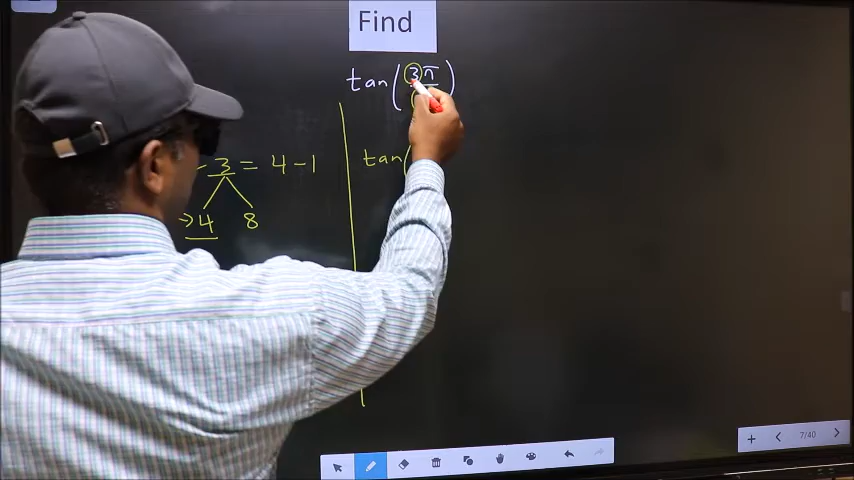 Find
tan(3π
3 = 4 - 1
tan(
→ 4 8
7/40